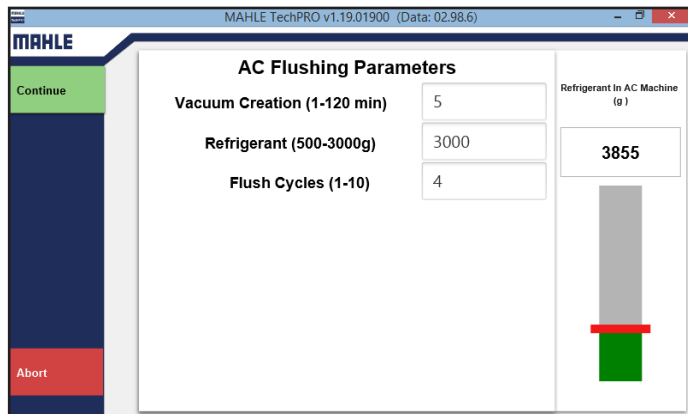 MAHLE TechPRO v1.19.01900 (Data: 02.98.6)
MAHLE
Continue
AC Flushing Parameters
Vacuum Creation (1-120 min)
5
Refrigerant (500-3000g)
3000
Flush Cycles (1-10)
4
Refrigerant In AC Machine
(g )
3855
Abort